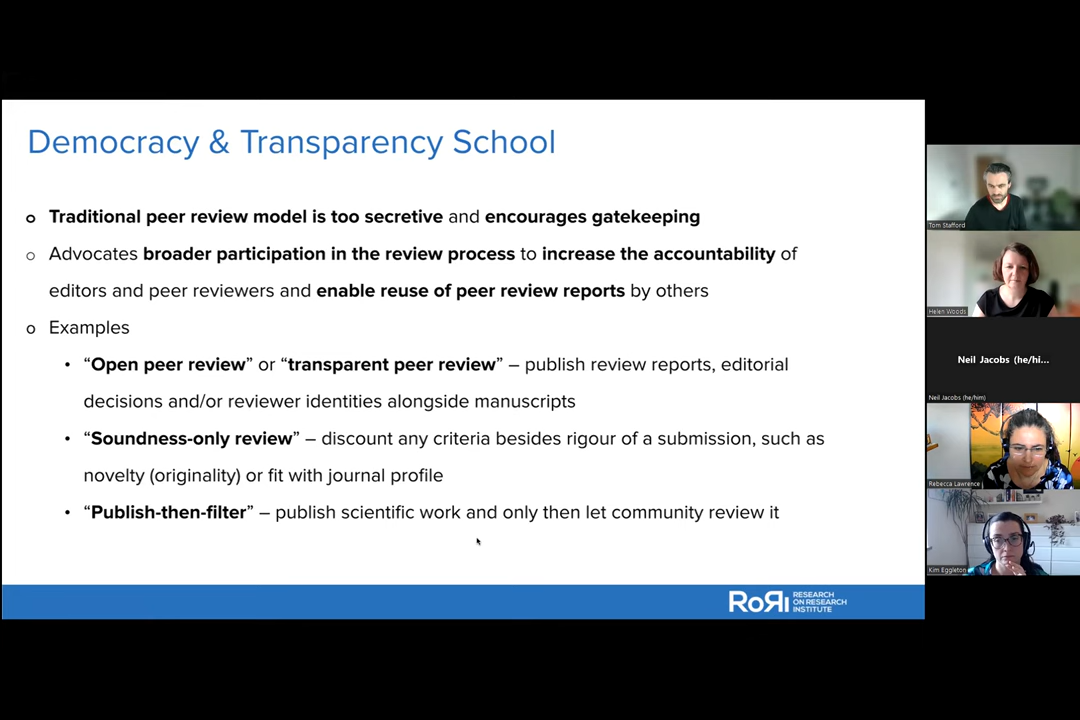 Democracy & Transparency School
Traditional peer review model is too secretive and encourages gatekeeping
Advocates broader participation in the review process to increase the accountability of
editors and peer reviewers and enable reuse of peer review reports by others
Examples
“Open peer review” or “transparent peer review” – publish review reports, editorial
decisions and/or reviewer identities alongside manuscripts
“Soundness-only review” – discount any criteria besides rigour of a submission, such as
novelty (originality) or fit with journal profile
“Publish-then-filter” – publish scientific work and only then let community review it
RoRI RESEARCH
ON RESEARCH
INSTITUTE
Tom Stafford
Helen Woods
Neil Jacobs (he/hi...
Neil Jacobs (he/him)
Rebecca Lawrence
Kim Eggleton